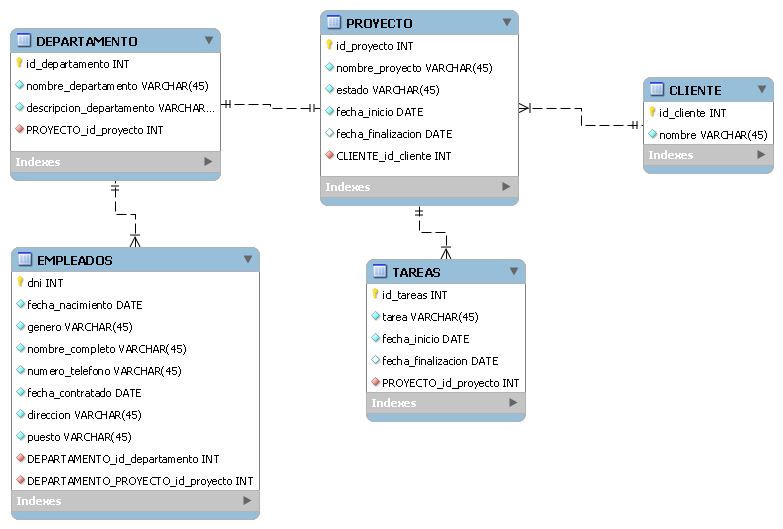 DEPARTAMENTO
id_departamento INT
nombre_departamento VARCHAR(45)
descripcion_departamento VARCHAR...
PROYECTO_id_proyecto INT
Indexes
PROYECTO
id_proyecto INT
nombre_proyecto VARCHAR(45)
estado VARCHAR(45)
fecha_inicio DATE
fecha_finalizacion DATE
CLIENTE_id_cliente INT
Indexes
CLIENTE
id_cliente INT
nombre VARCHAR(45)
Indexes
EMPLEADOS
dni INT
fecha_nacimiento DATE
genero VARCHAR(45)
nombre_completo VARCHAR(45)
numero_telefono VARCHAR(45)
fecha_contratado DATE
direccion VARCHAR(45)
puesto VARCHAR(45)
DEPARTAMENTO_id_departamento INT
DEPARTAMENTO_PROYECTO_id_proyecto INT
Indexes
TAREAS
id_tareas INT
tarea VARCHAR(45)
fecha_inicio DATE
fecha_finalizacion DATE
PROYECTO_id_proyecto INT
Indexes